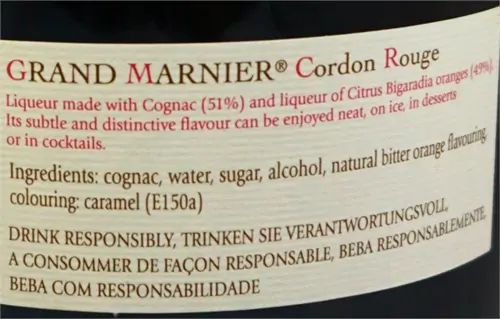 GRAND MARNIER® Cordon Rouge
Liqueur made with Cognac (51%) and liqueur of Citrus Bigaradia oranges (49%).
Its subtle and distinctive flavour can be enjoyed neat, on ice, in desserts
or in cocktails.
Ingredients: cognac, water, sugar, alcohol, natural bitter orange flavouring,
colouring: caramel (E150a)
DRINK RESPONSIBLY, TRINKEN SIE VERANTWORTUNGSVOLL,
A CONSOMMER DE FAÇON RESPONSABLE, BEBA RESPONSABLEMENTE,
BEBA COM RESPONSABILIDADE